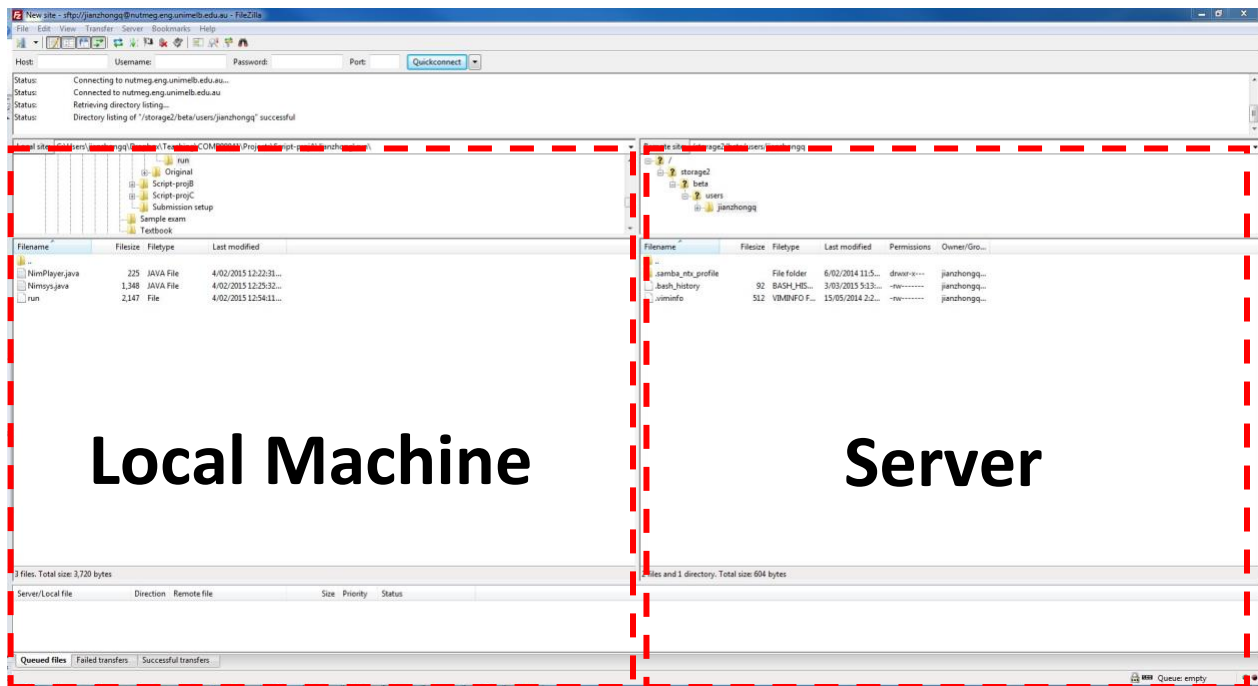 New site - sftp://jianzhongq@nutmeg.eng.unimelb.edu.au - FileZilla
File Edit View Transfer Server Bookmarks Help
Host: Username: Password: Port: Quickconnect
Status: Connecting to nutmeg.eng.unimelb.edu.au...
Status: Connected to nutmeg.eng.unimelb.edu.au
Status: Retrieving directory listing...
Status: Directory listing of "/storage2/beta/users/jianzhongq" successful
Local site:
run
Original
Script-projB
Script-projC
Submission setup
Sample exam
Textbook
Filename Filesize Filetype Last modified
..
NimPlayer.java 225 JAVA File 4/02/2015 12:22:31...
Nimsys.java 1,348 JAVA File 4/02/2015 12:25:32...
run 2,147 File 4/02/2015 12:54:11...
Local Machine
3 files. Total size: 3,720 bytes
Remote site: /storage2/beta/users/jianzhongq
/
storage2
beta
users
jianzhongq
Filename Filesize Filetype Last modified Permissions Owner/Gro...
..
.samba_ntx_profile File folder 6/02/2014 11:5... drwxr-x--- jianzhongq...
.bash_history 92 BASH_HIS... 3/03/2015 5:13:... -rw------- jianzhongq...
.viminfo 512 VIMINFO F... 15/05/2014 2:2... -rw------- jianzhongq...
Server
2 files and 1 directory. Total size: 604 bytes
Server/Local file Direction Remote file Size Priority Status
Queued files Failed transfers Successful transfers
Queue: empty